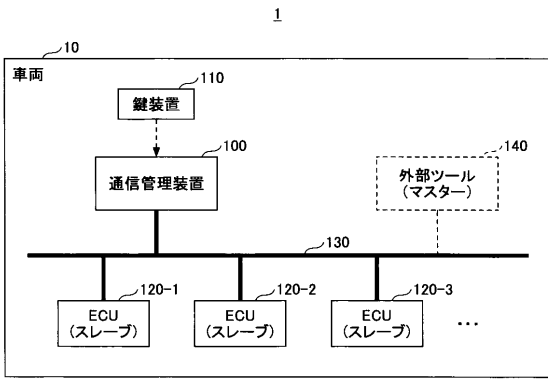 1
10
車両
110
鍵装置
100
通信管理装置
140
外部ツール
(マスター)
130
120-1
120-2
120-3
ECU
(スレーブ)
ECU
(スレーブ)
ECU
(スレーブ)
...